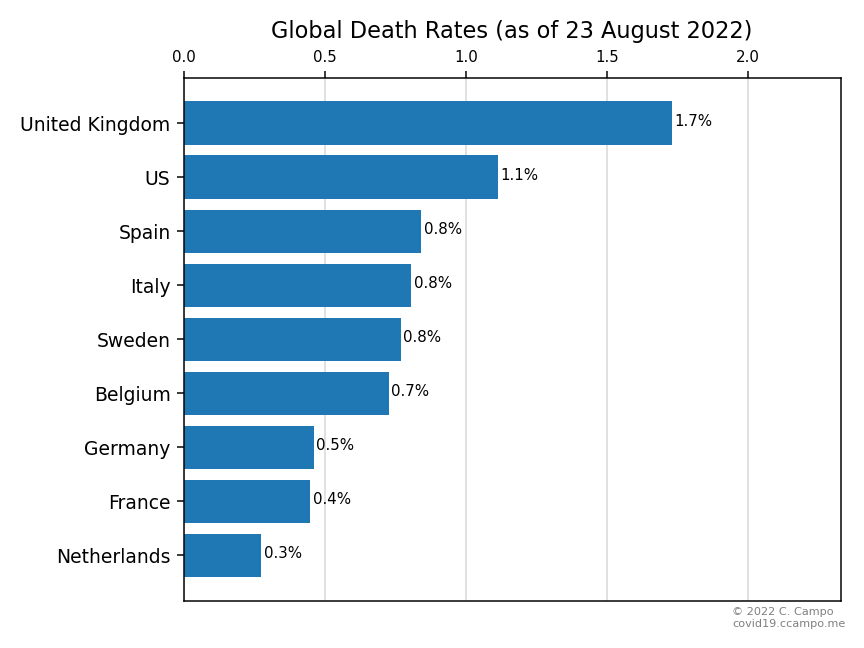 Global Death Rates (as of 23 August 2022)
0.0 0.5 1.0 1.5 2.0
United Kingdom 1.7%
US 1.1%
Spain 0.8%
Italy 0.8%
Sweden 0.8%
Belgium 0.7%
Germany 0.5%
France 0.4%
Netherlands 0.3%
© 2022 C. Campo
covid19.ccampo.me